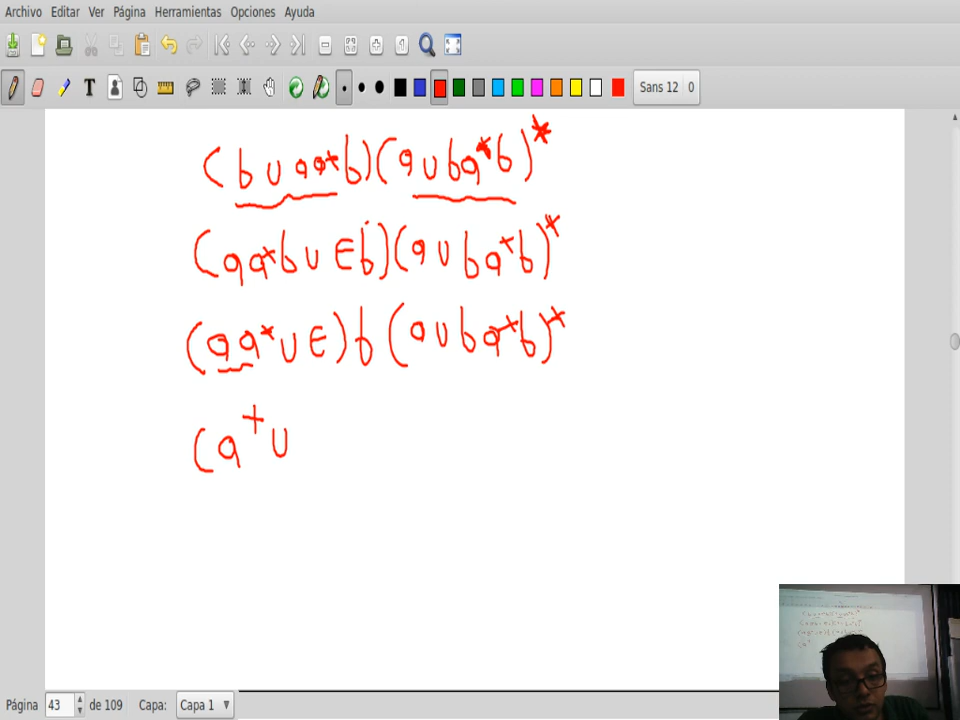 Archivo Editar Ver Página Herramientas Opciones Ayuda
T Sans 12 0
(b ∪ aa*b)(a ∪ ba*b)*
(aa*b ∪ ∈b)(a ∪ ba*b)*
(aa* ∪ ∈)b(a ∪ ba*b)*
(a⁺ ∪
Página 43 de 109 Capa: Capa 1